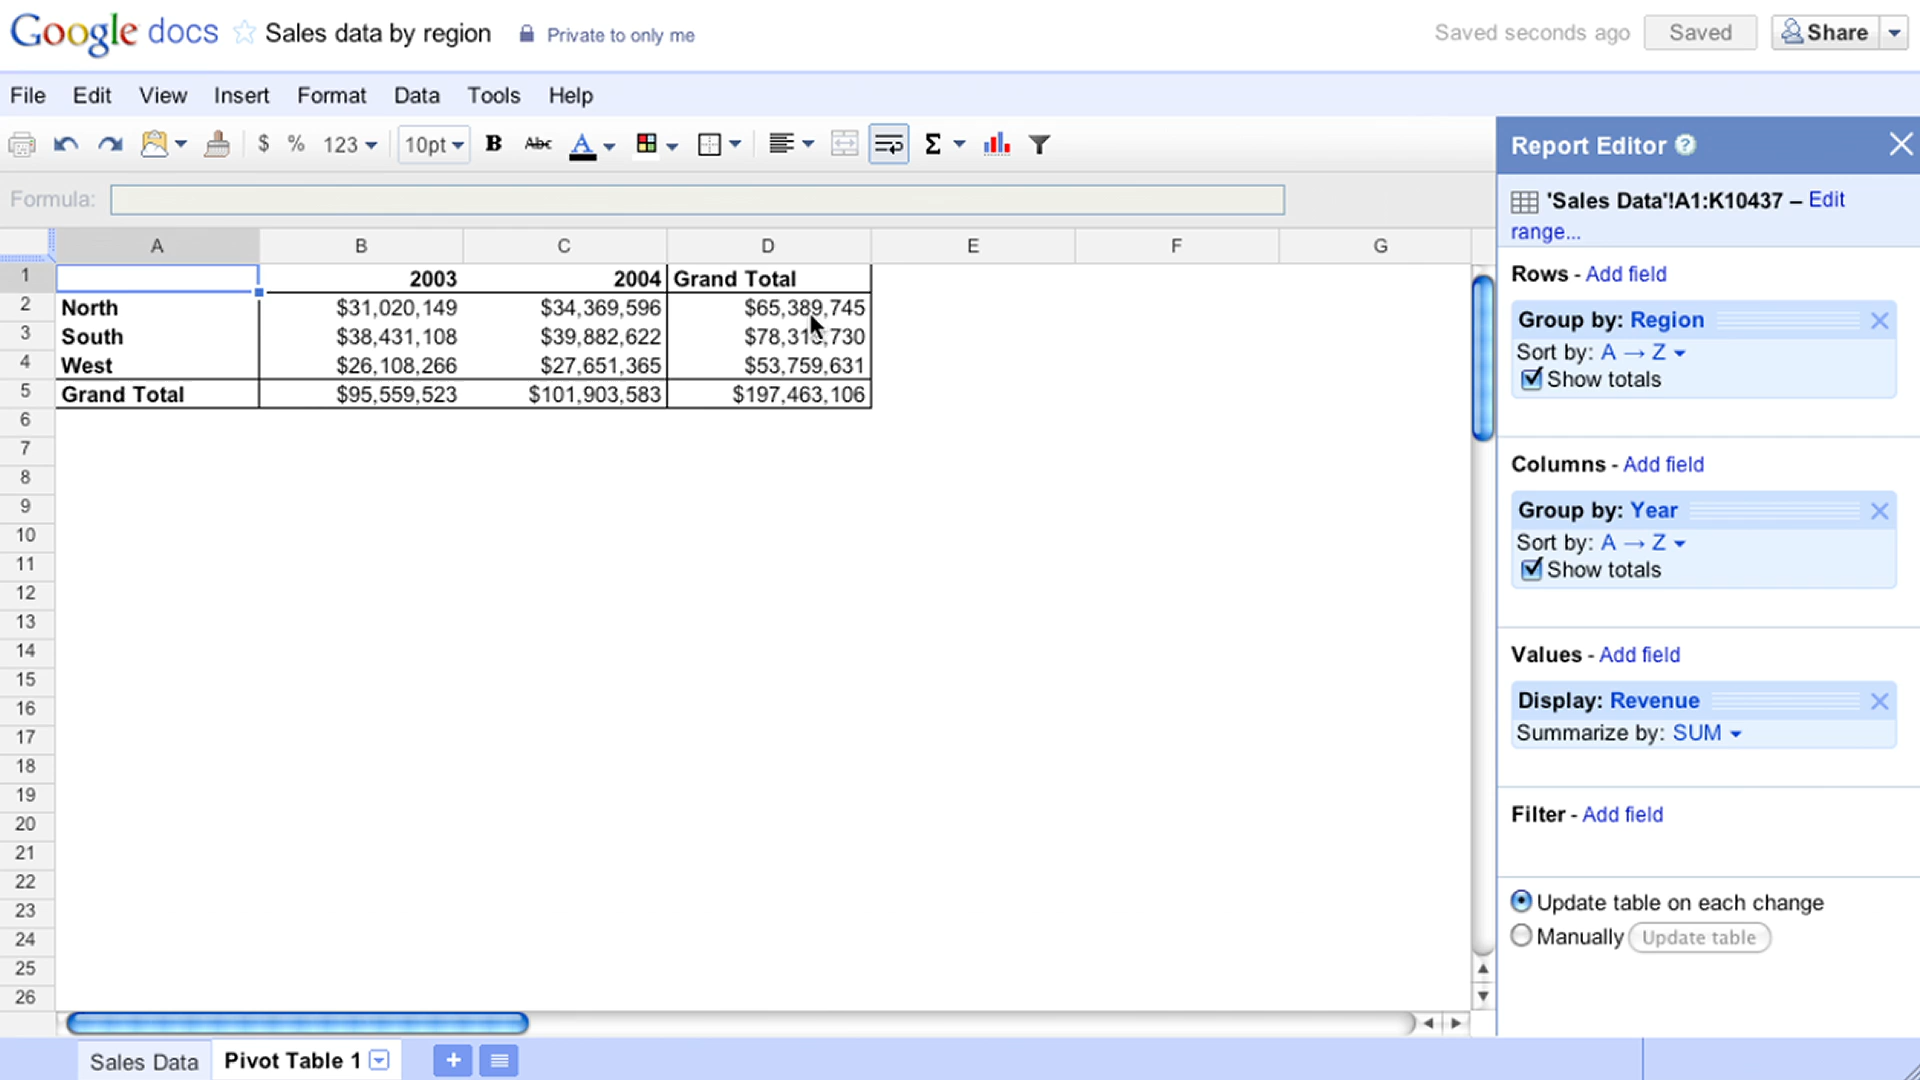 Google docs Sales data by region Private to only me Saved seconds ago Saved Share
File Edit View Insert Format Data Tools Help
$ % 123 10pt B Abc A Σ
Formula:
A B C D E F G
1 2003 2004 Grand Total
2 North $31,020,149 $34,369,596 $65,389,745
3 South $38,431,108 $39,882,622
4 West $26,108,266 $27,651,365 $53,759,631
5 Grand Total $95,559,523 $101,903,583 $197,463,106
6
7
8
9
10
11
12
13
14
15
16
17
18
19
20
21
22
23
24
25
26
Report Editor ?
'Sales Data'!A1:K10437 – Edit
range...
Rows - Add field
Group by: Region
Sort by: A → Z
Show totals
Columns - Add field
Group by: Year
Sort by: A → Z
Show totals
Values - Add field
Display: Revenue
Summarize by: SUM
Filter - Add field
Update table on each change
Manually Update table
Sales Data Pivot Table 1 +